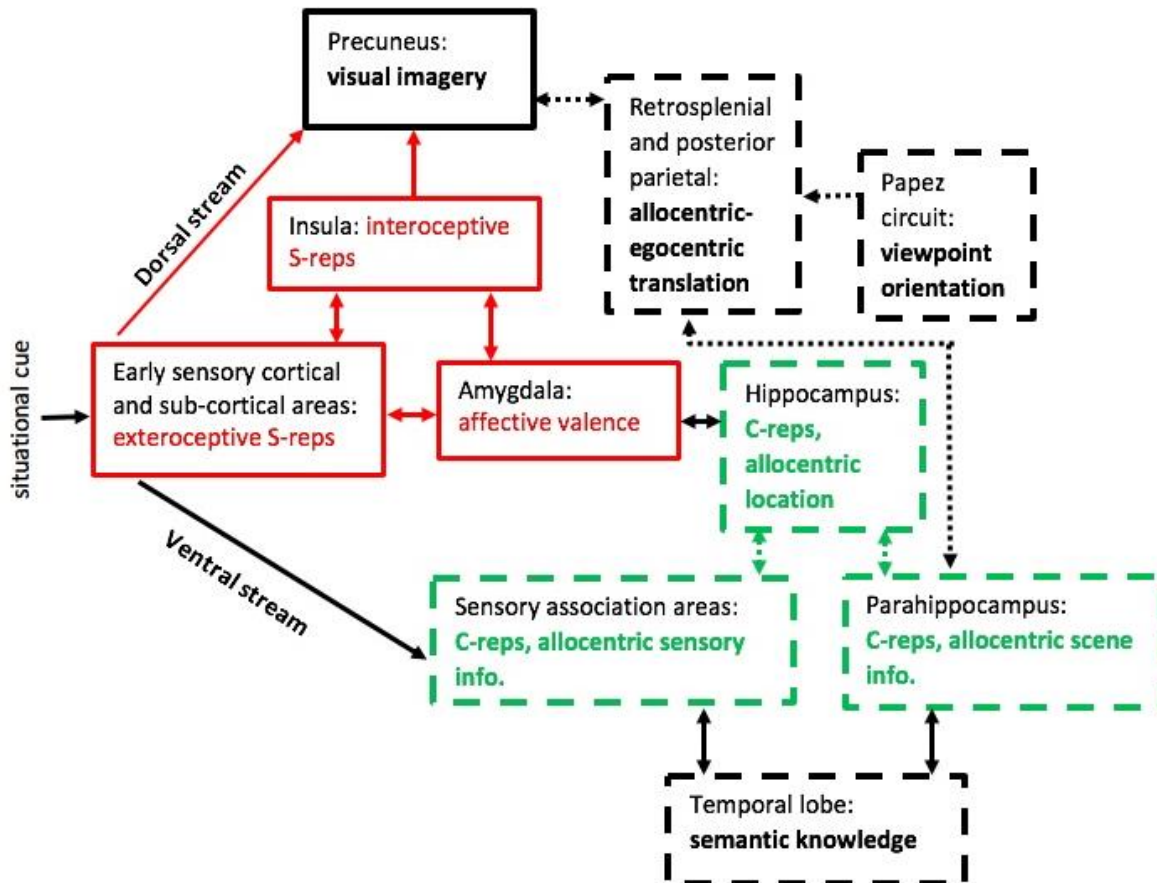 Precuneus:
visual imagery
Retrosplenial
and posterior
parietal:
allocentric-
egocentric
translation
Papez
circuit:
viewpoint
orientation
Dorsal stream
Insula: interoceptive
S-reps
situational cue
Early sensory cortical
and sub-cortical areas:
exteroceptive S-reps
Amygdala:
affective valence
Hippocampus:
C-reps,
allocentric
location
Ventral stream
Sensory association areas:
C-reps, allocentric sensory
info.
Parahippocampus:
C-reps, allocentric scene
info.
Temporal lobe:
semantic knowledge